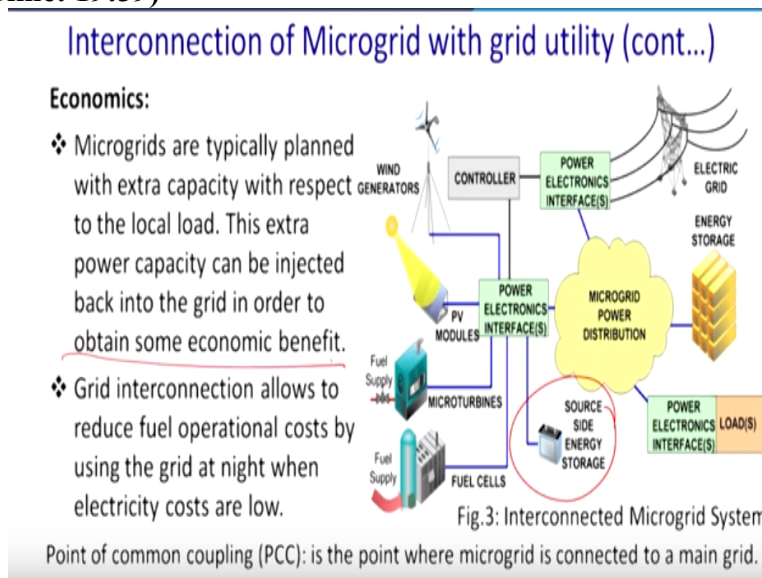 Interconnection of Microgrid with grid utility (cont...)
Economics:
❖ Microgrids are typically planned
with extra capacity with respect
to the local load. This extra
power capacity can be injected
back into the grid in order to
obtain some economic benefit.
❖ Grid interconnection allows to
reduce fuel operational costs by
using the grid at night when
electricity costs are low.
WIND
GENERATORS
CONTROLLER
POWER
ELECTRONICS
INTERFACE(S)
ELECTRIC
GRID
ENERGY
STORAGE
PV
MODULES
POWER
ELECTRONICS
INTERFACE(S)
MICROGRID
POWER
DISTRIBUTION
Fuel
Supply
MICROTURBINES
SOURCE
SIDE
ENERGY
STORAGE
POWER
ELECTRONICS
INTERFACE(S)
LOAD(S)
Fuel
Supply
FUEL CELLS
Fig.3: Interconnected Microgrid System
Point of common coupling (PCC): is the point where microgrid is connected to a main grid.